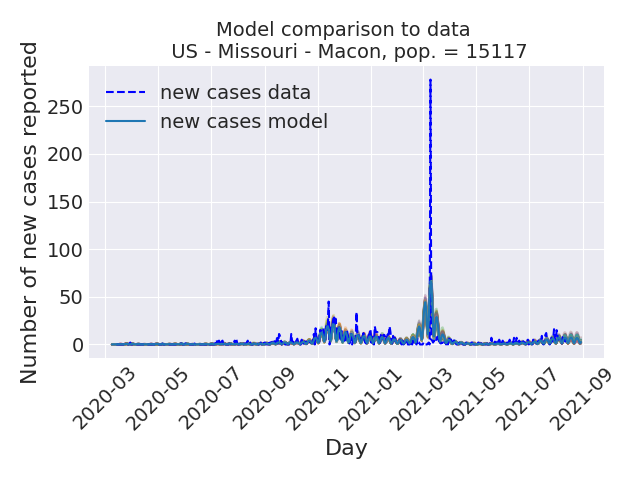 Model comparison to data
US - Missouri - Macon, pop. = 15117
Number of new cases reported
250
200
150
100
50
0
new cases data
new cases model
2020-03
2020-05
2020-07
2020-09
2020-11
2021-01
2021-03
2021-05
2021-07
2021-09
Day